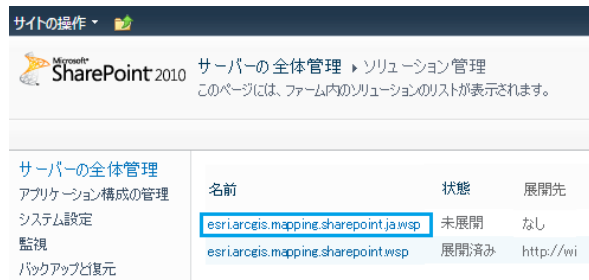 サイトの操作
Microsoft
SharePoint 2010
サーバーの全体管理 ▸ ソリューション管理
このページには、ファーム内のソリューションのリストが表示されます。
サーバーの全体管理
アプリケーション構成の管理
システム設定
監視
バックアップと復元
名前 状態 展開先
esri.arcgis.mapping.sharepoint.ja.wsp 未展開 なし
esri.arcgis.mapping.sharepoint.wsp 展開済み http://wi